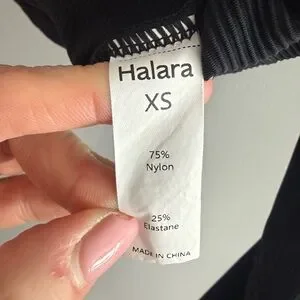 Halara
XS
75%
Nylon
25%
Elastane
MADE IN CHINA